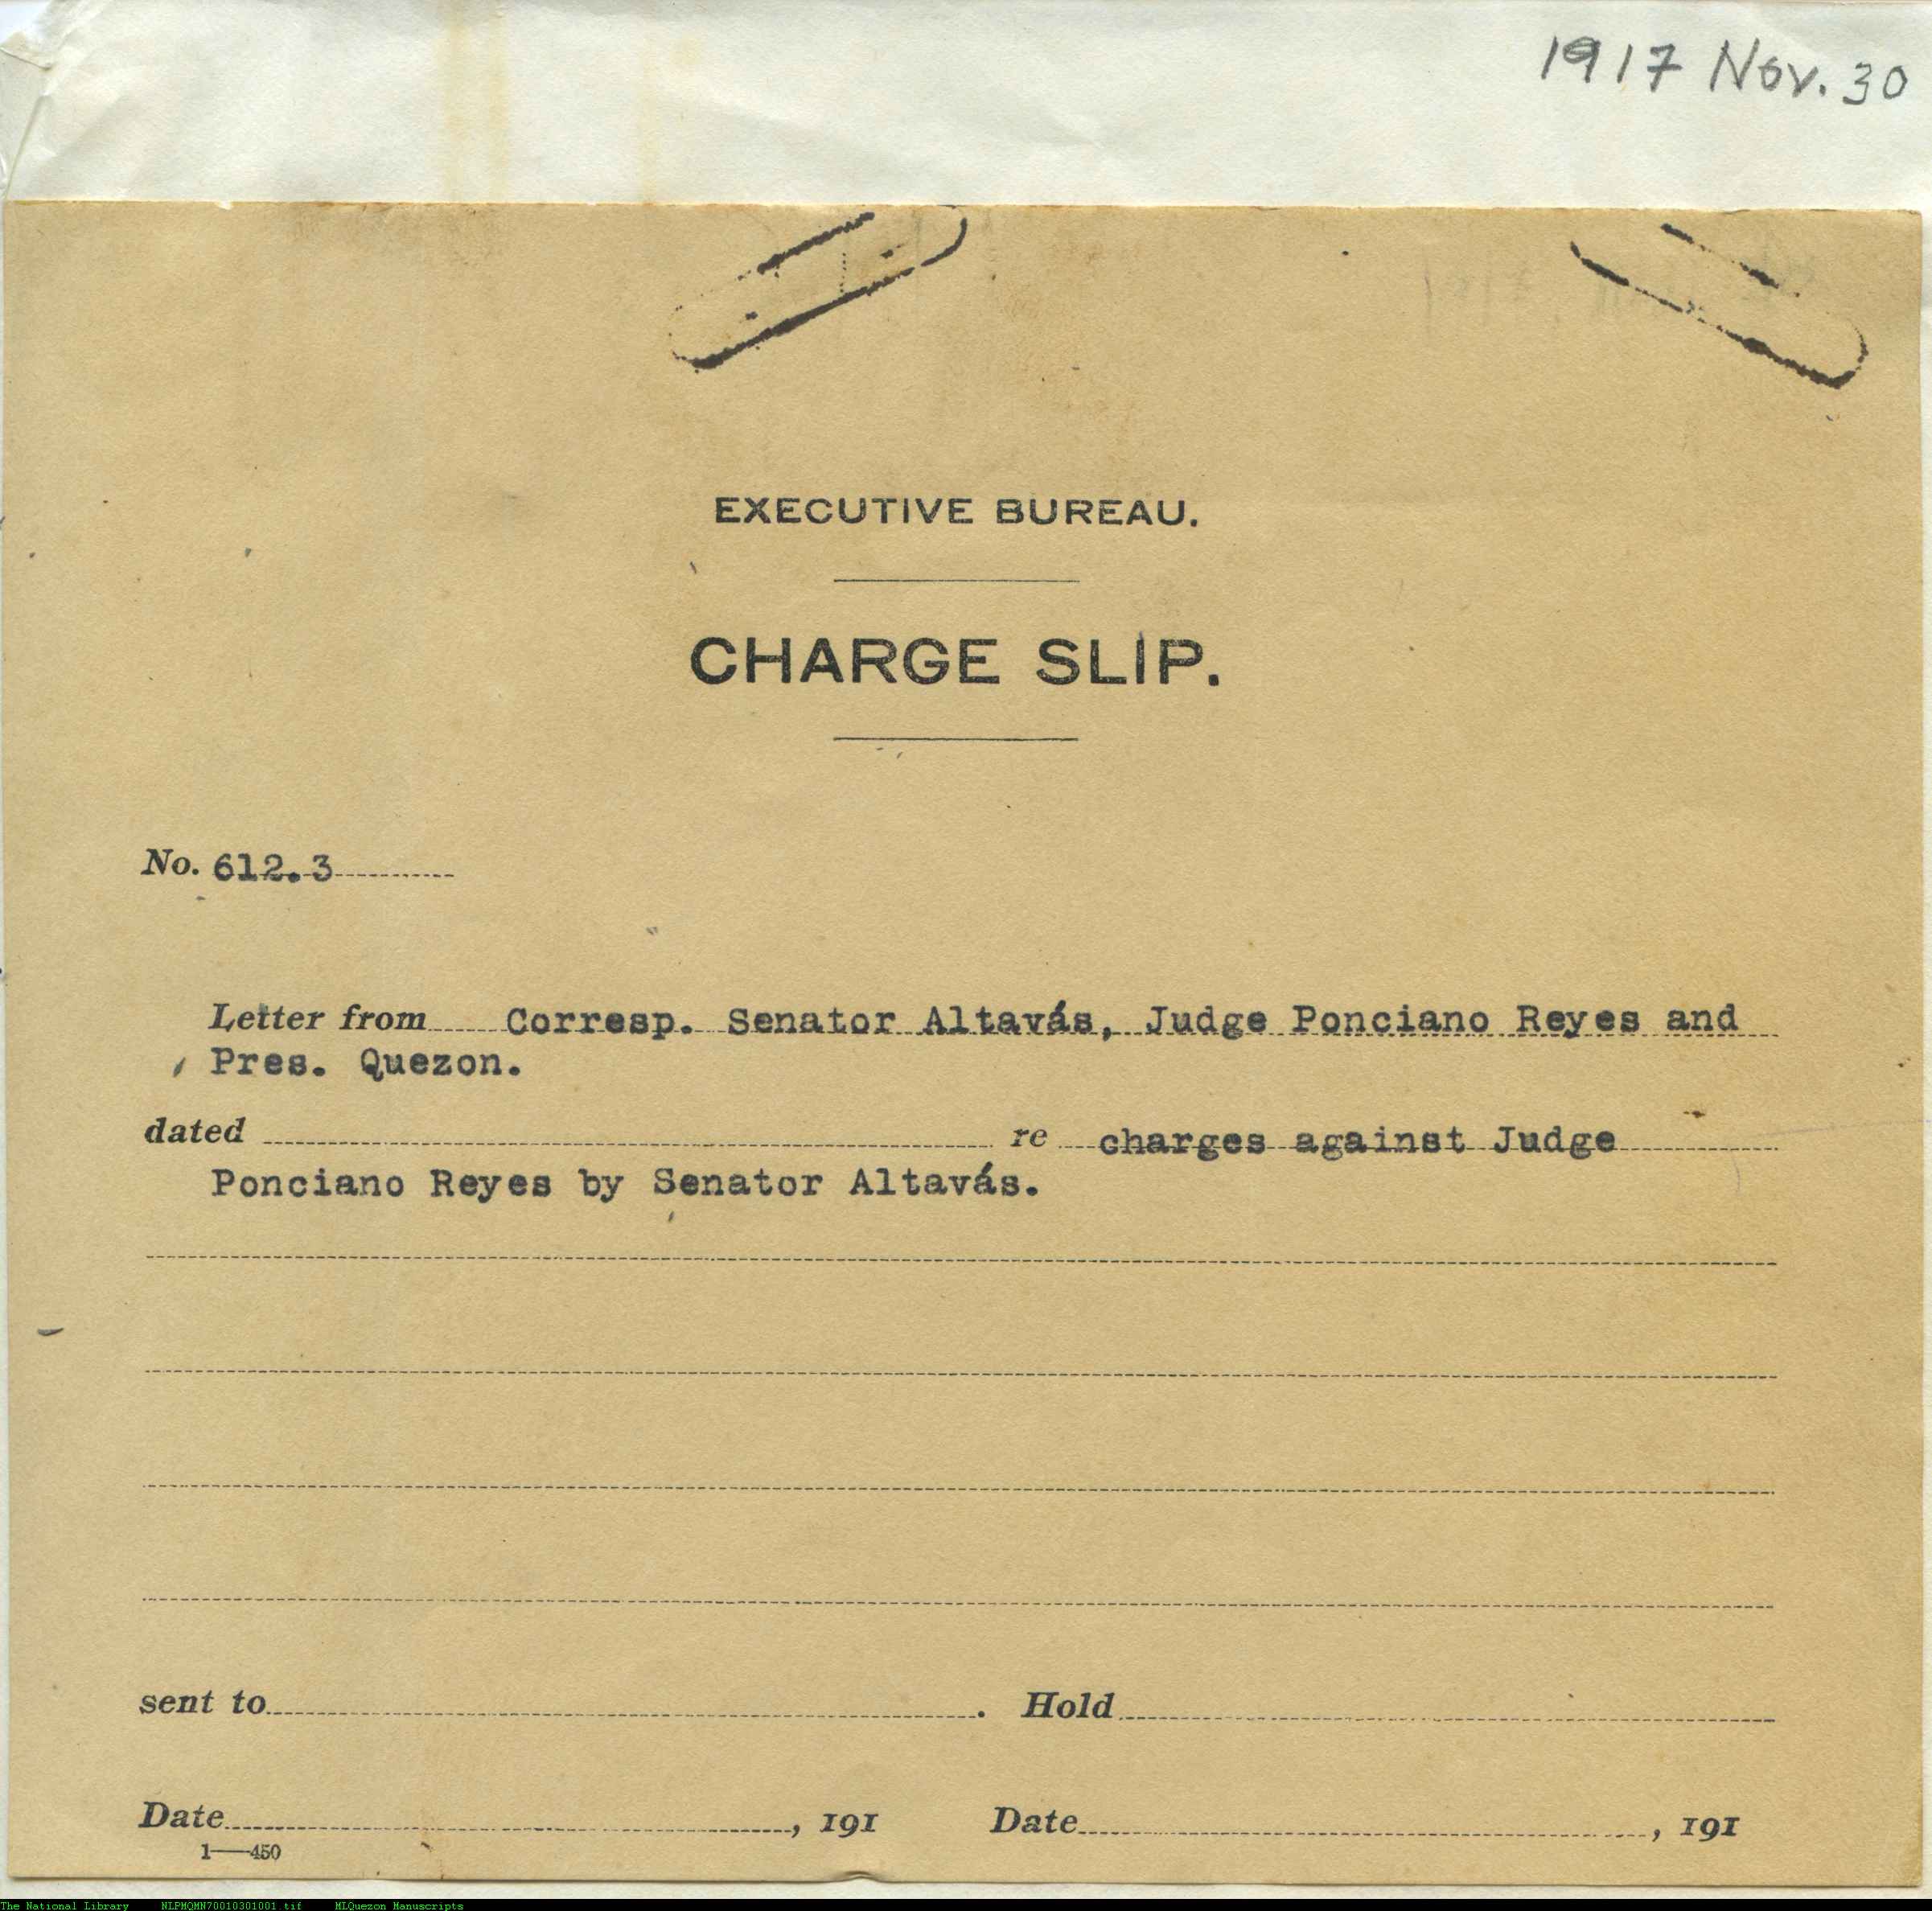 1917 Nov. 30
EXECUTIVE BUREAU.
CHARGE SLIP.
No. 612.3
Letter from Corresp. Senator Altavás, Judge Ponciano Reyes and
Pres. Quezon.
dated re charges against Judge
Ponciano Reyes by Senator Altavás.
sent to . Hold
Date , 191 Date , 191
1—450
The National Library NLPMQMN70010301001.tif MLQuezon Manuscripts